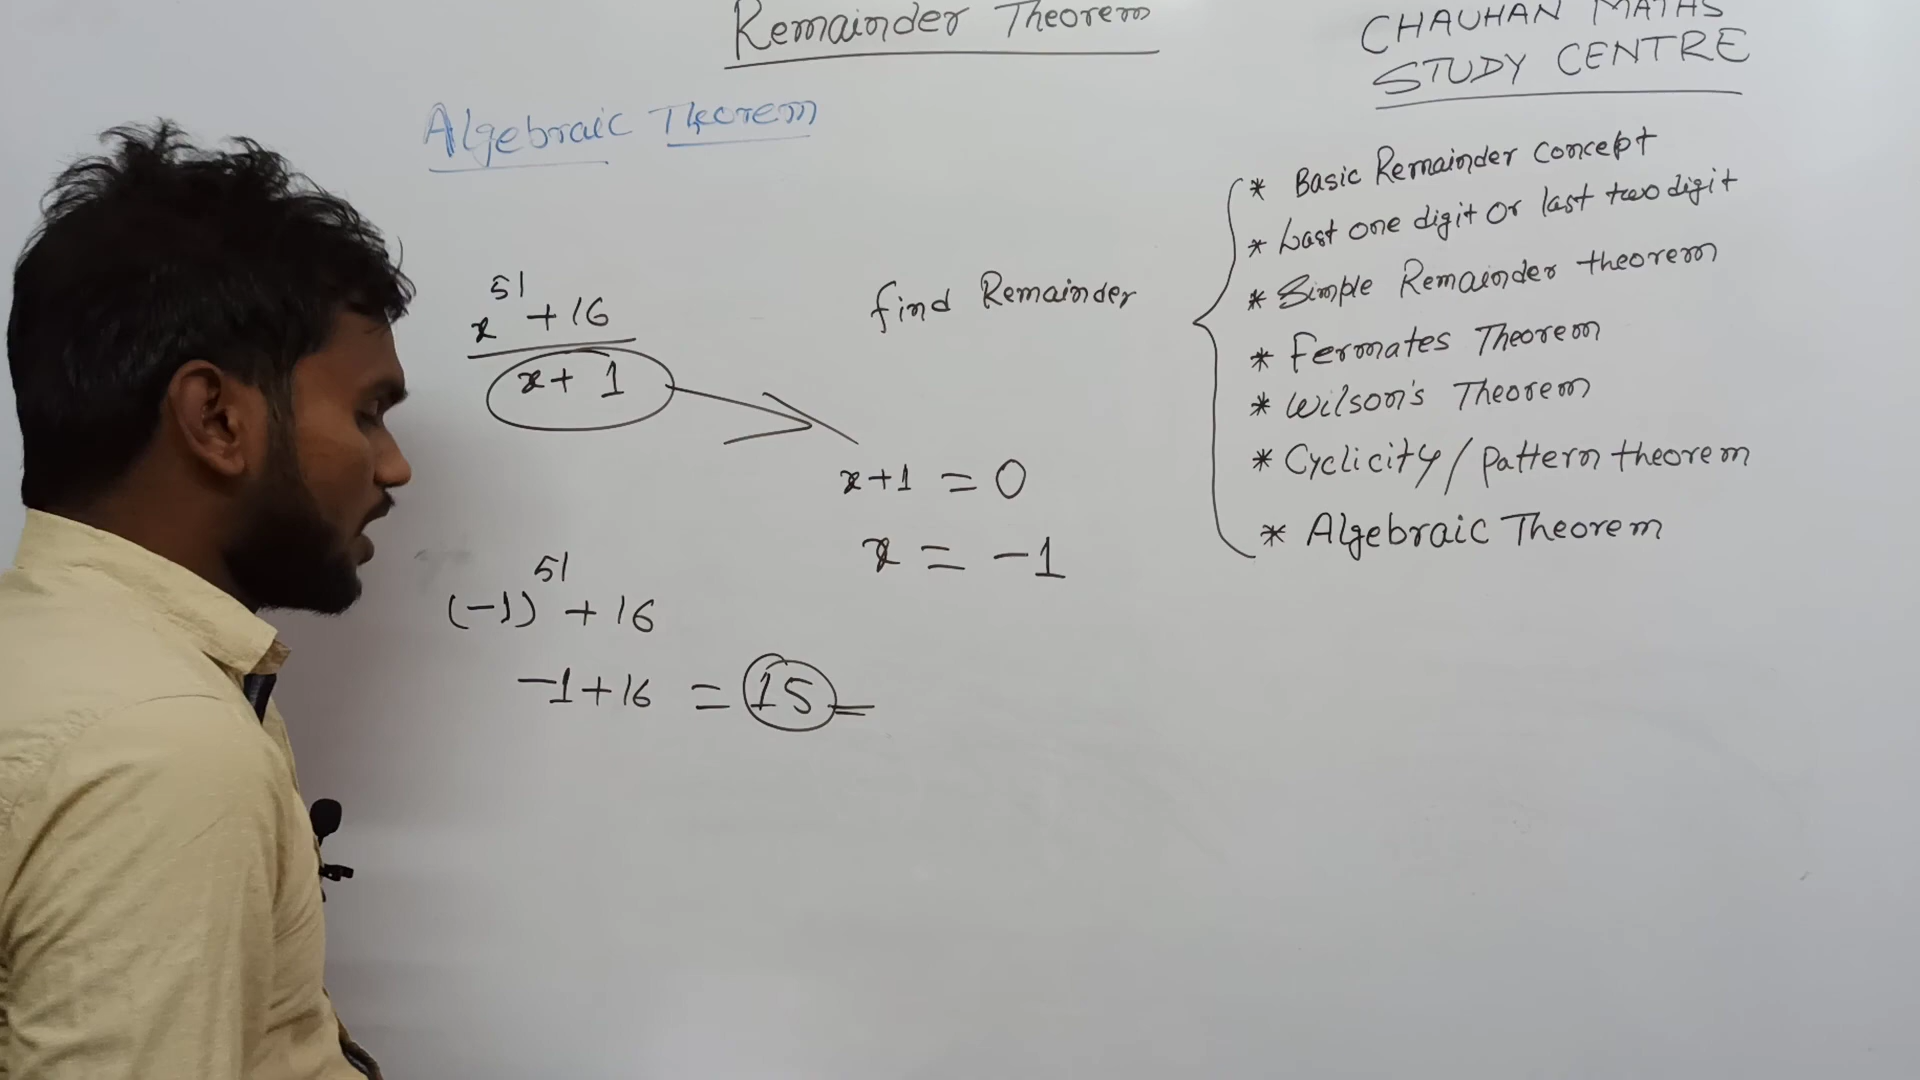 Remainder Theorem
CHAUHAN MATHS
STUDY CENTRE
Algebraic Theorem
x^51 + 16
x + 1
find Remainder
x+1 = 0
x = -1
(-1)^51 + 16
-1+16 = 15
* Basic Remainder concept
* Last one digit or last two digit
* Simple Remainder theorem
* Fermates Theorem
* Wilson's Theorem
* Cyclicity / pattern theorem
* Algebraic Theorem